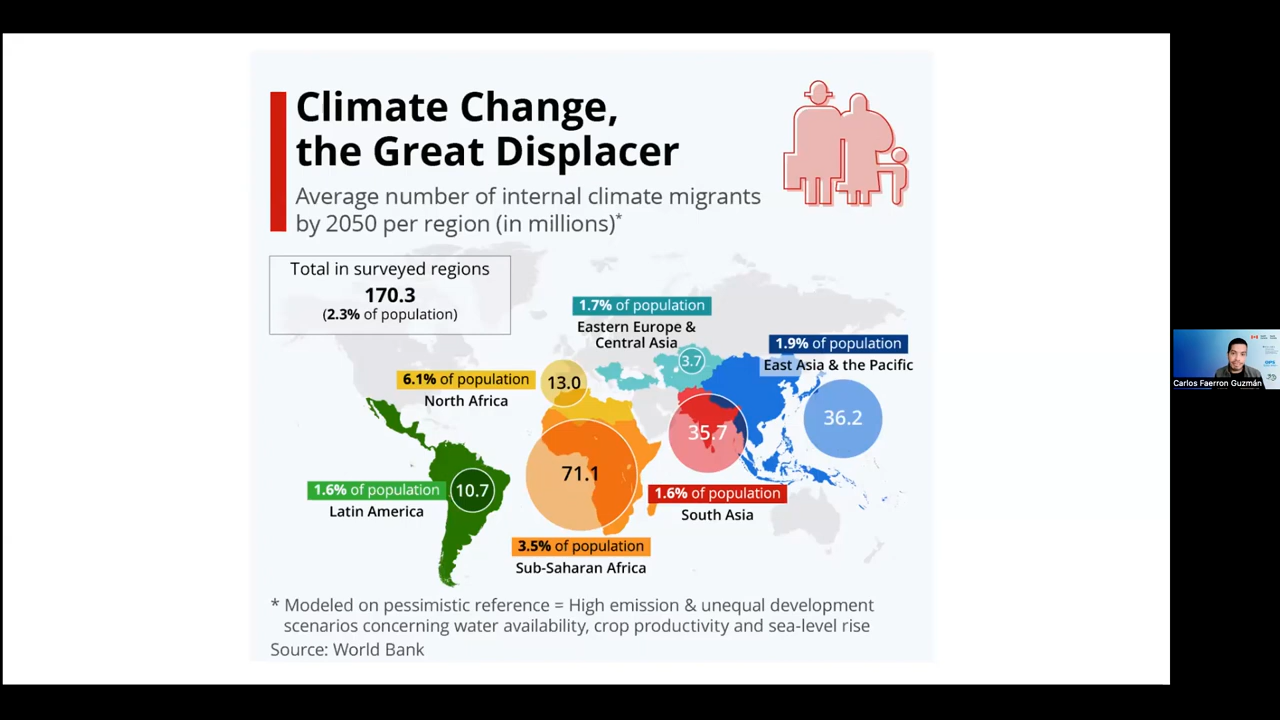 Climate Change,
the Great Displacer
Average number of internal climate migrants
by 2050 per region (in millions)*
Total in surveyed regions
170.3
(2.3% of population)
1.7% of population
Eastern Europe &
Central Asia
3.7
1.9% of population
East Asia & the Pacific
36.2
6.1% of population
North Africa
13.0
35.7
1.6% of population
South Asia
71.1
3.5% of population
Sub-Saharan Africa
1.6% of population
Latin America
10.7
* Modeled on pessimistic reference = High emission & unequal development
scenarios concerning water availability, crop productivity and sea-level rise
Source: World Bank
Carlos Faerron Guzmán